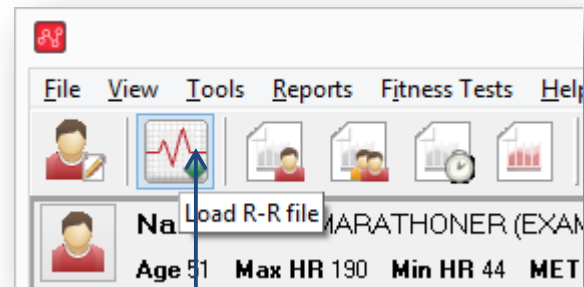 File View Tools Reports Fitness Tests Help
Load R-R file
MARATHONER (EXAM
Age 51 Max HR 190 Min HR 44 MET